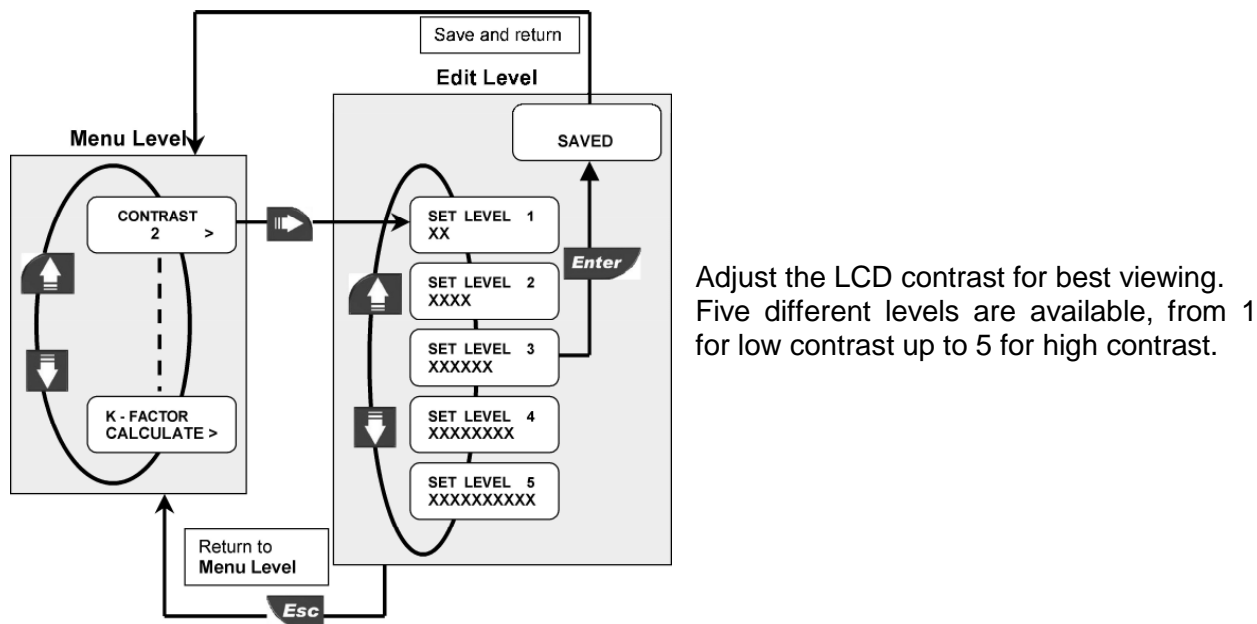 Save and return
Edit Level
SAVED
Menu Level
CONTRAST
2 >
SET LEVEL 1
XX
Enter
SET LEVEL 2
XXXX
SET LEVEL 3
XXXXXX
SET LEVEL 4
XXXXXXXX
SET LEVEL 5
XXXXXXXXXX
K - FACTOR
CALCULATE >
Return to
Menu Level
Esc
Adjust the LCD contrast for best viewing.
Five different levels are available, from 1
for low contrast up to 5 for high contrast.